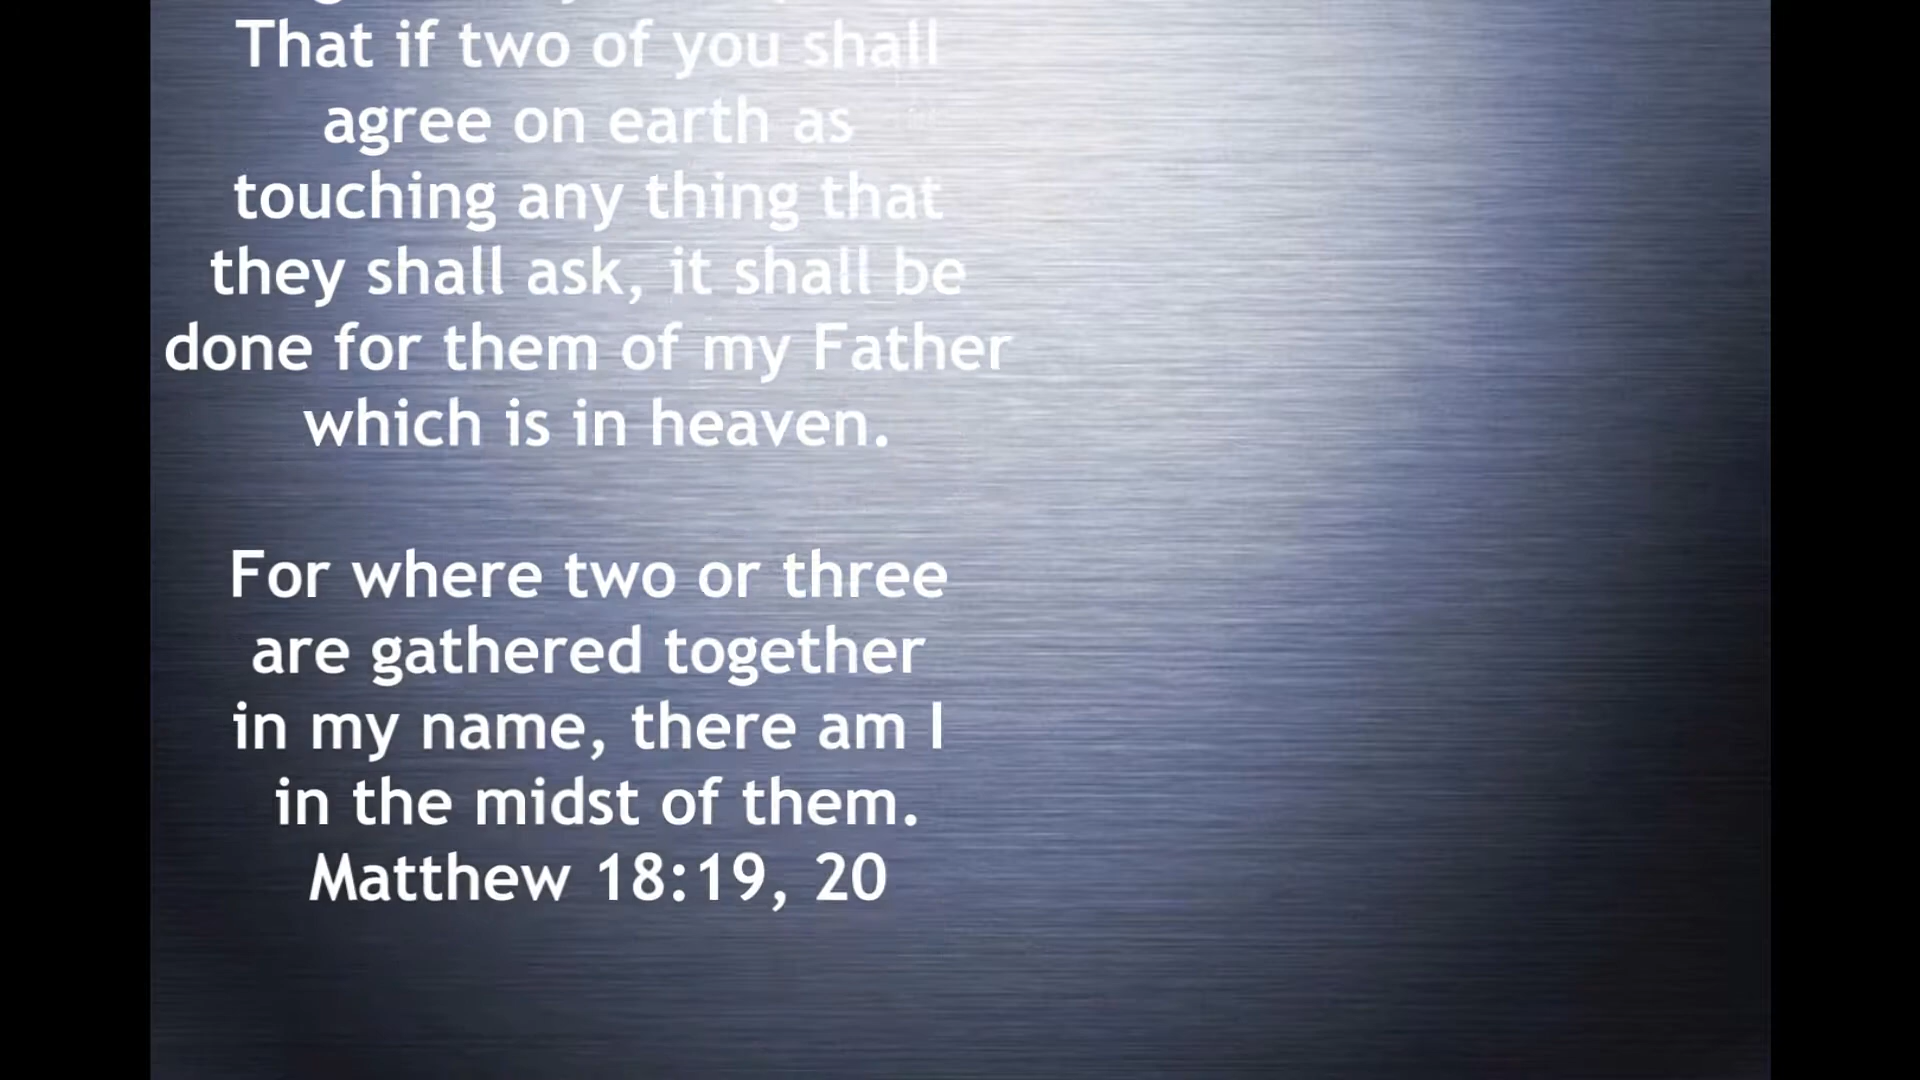 That if two of you shall
agree on earth as
touching any thing that
they shall ask, it shall be
done for them of my Father
which is in heaven.
For where two or three
are gathered together
in my name, there am I
in the midst of them.
Matthew 18:19, 20